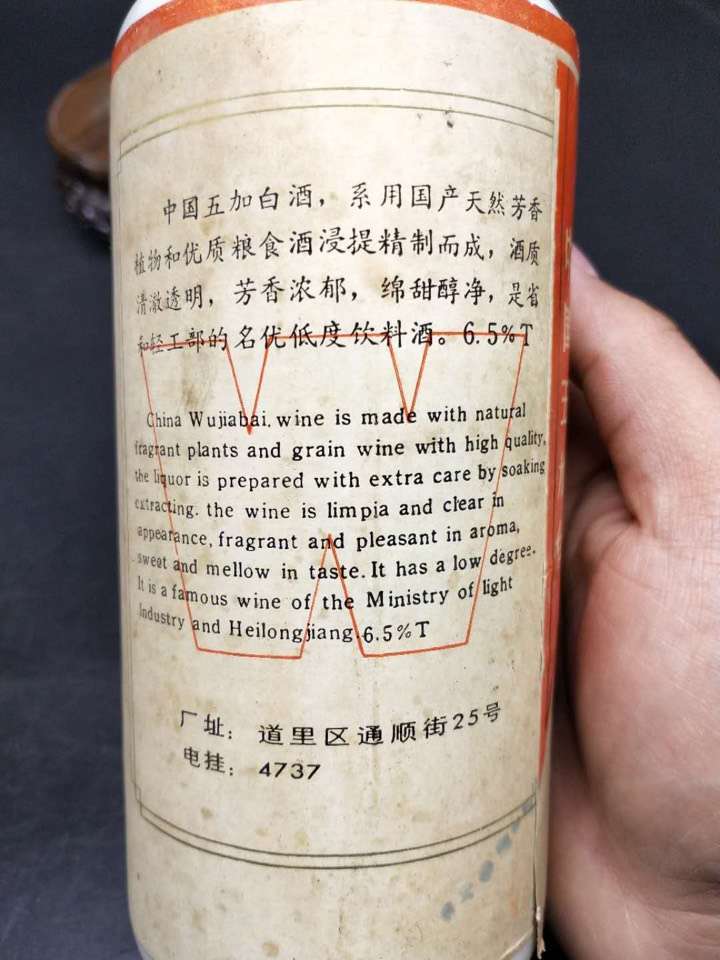 中国五加白酒，系用国产天然芳香
植物和优质粮食酒浸提精制而成，酒质
清澈透明，芳香浓郁，绵甜醇净，是省
和轻工部的名优低度饮料酒。6.5%T
China Wujiabai. wine is made with natural
fragrant plants and grain wine with high quality.
the liquor is prepared with extra care by soaking
extracting. the wine is limpia and clear in
appearance, fragrant and pleasant in aroma,
sweat and mellow in taste. It has a low degree.
It is a famous wine of the Ministry of light
Industry and Heilongjiang. 6.5%T
厂址：道里区通顺街25号
电挂：4737